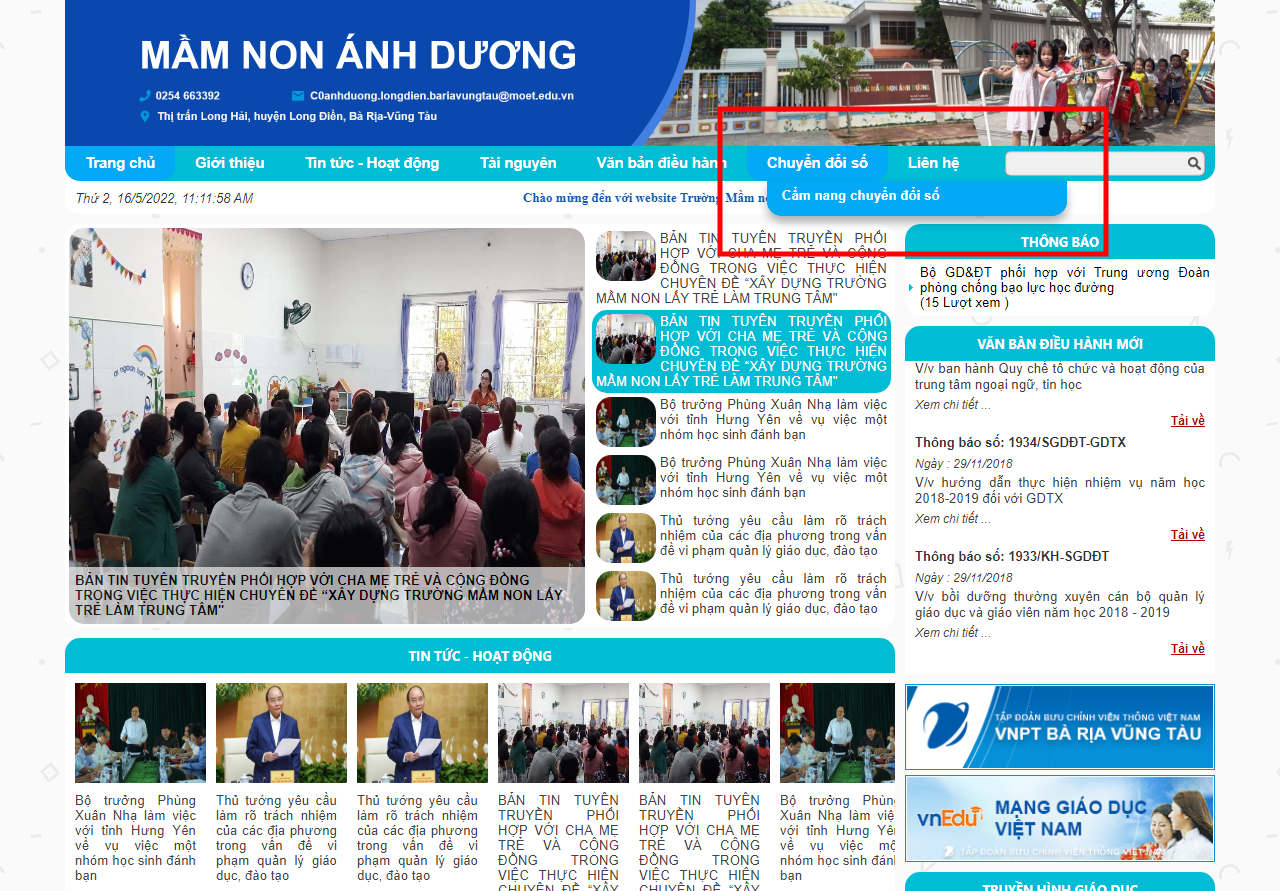 MẦM NON ÁNH DƯƠNG
0254 663392
C0anhduong.longdien.bariavungtau@moet.edu.vn
Thị trấn Long Hải, huyện Long Điền, Bà Rịa-Vũng Tàu
TRƯỜNG MẦM NON ÁNH DƯƠNG
Trang chủ
Giới thiệu
Tin tức - Hoạt động
Tài nguyên
Văn bản điều hành
Chuyển đổi số
Liên hệ
Thứ 2, 16/5/2022, 11:11:58 AM
Chào mừng đến với website Trường Mầm
Cẩm nang chuyển đổi số
BẢN TIN TUYÊN TRUYỀN PHỐI HỢP VỚI CHA MẸ TRẺ VÀ CỘNG ĐỒNG
TRONG VIỆC THỰC HIỆN CHUYÊN ĐỀ “XÂY DỰNG TRƯỜNG MẦM NON LẤY
TRẺ LÀM TRUNG TÂM"
BẢN TIN TUYÊN TRUYỀN PHỐI
HỢP VỚI CHA MẸ TRẺ VÀ CỘNG
ĐỒNG TRONG VIỆC THỰC HIỆN
CHUYÊN ĐỀ “XÂY DỰNG TRƯỜNG
MẦM NON LẤY TRẺ LÀM TRUNG TÂM"
BẢN TIN TUYÊN TRUYỀN PHỐI
HỢP VỚI CHA MẸ TRẺ VÀ CỘNG
ĐỒNG TRONG VIỆC THỰC HIỆN
CHUYÊN ĐỀ “XÂY DỰNG TRƯỜNG
MẦM NON LẤY TRẺ LÀM TRUNG TÂM"
Bộ trưởng Phùng Xuân Nhạ làm việc
với tỉnh Hưng Yên về vụ việc một
nhóm học sinh đánh bạn
Bộ trưởng Phùng Xuân Nhạ làm việc
với tỉnh Hưng Yên về vụ việc một
nhóm học sinh đánh bạn
Thủ tướng yêu cầu làm rõ trách
nhiệm của các địa phương trong vấn
đề vi phạm quản lý giáo dục, đào tạo
Thủ tướng yêu cầu làm rõ trách
nhiệm của các địa phương trong vấn
đề vi phạm quản lý giáo dục, đào tạo
THÔNG BÁO
Bộ GD&ĐT phối hợp với Trung ương Đoàn
phòng chống bạo lực học đường
(15 Lượt xem )
VĂN BẢN ĐIỀU HÀNH MỚI
V/v ban hành Quy chế tổ chức và hoạt động của
trung tâm ngoại ngữ, tin học
Xem chi tiết ...
Tải về
Thông báo số: 1934/SGDĐT-GDTX
Ngày : 29/11/2018
V/v hướng dẫn thực hiện nhiệm vụ năm học
2018-2019 đối với GDTX
Xem chi tiết ...
Tải về
Thông báo số: 1933/KH-SGDĐT
Ngày : 29/11/2018
V/v bồi dưỡng thường xuyên cán bộ quản lý
giáo dục và giáo viên năm học 2018 - 2019
Xem chi tiết ...
Tải về
TẬP ĐOÀN BƯU CHÍNH VIỄN THÔNG VIỆT NAM
VNPT BÀ RỊA VŨNG TÀU
vnEdu
MẠNG GIÁO DỤC
VIỆT NAM
TẬP ĐOÀN BƯU CHÍNH VIỄN THÔNG VIỆT NAM
TRUYỀN HÌNH GIÁO DỤC
TIN TỨC - HOẠT ĐỘNG
Bộ trưởng Phùng
Xuân Nhạ làm việc
với tỉnh Hưng Yên
về vụ việc một
nhóm học sinh đánh
bạn
Thủ tướng yêu cầu
làm rõ trách nhiệm
của các địa phương
trong vấn đề vi
phạm quản lý giáo
dục, đào tạo
Thủ tướng yêu cầu
làm rõ trách nhiệm
của các địa phương
trong vấn đề vi
phạm quản lý giáo
dục, đào tạo
BẢN TIN TUYÊN
TRUYỀN PHỐI
HỢP VỚI CHA MẸ
TRẺ VÀ CỘNG
ĐỒNG TRONG
VIỆC THỰC HIỆN
CHUYÊN ĐỀ “XÂY
BẢN TIN TUYÊN
TRUYỀN PHỐI
HỢP VỚI CHA MẸ
TRẺ VÀ CỘNG
ĐỒNG TRONG
VIỆC THỰC HIỆN
CHUYÊN ĐỀ “XÂY
Bộ trưởng Phùng
Xuân Nhạ làm việc
với tỉnh Hưng Yên
về vụ việc một
nhóm học sinh đánh
bạn